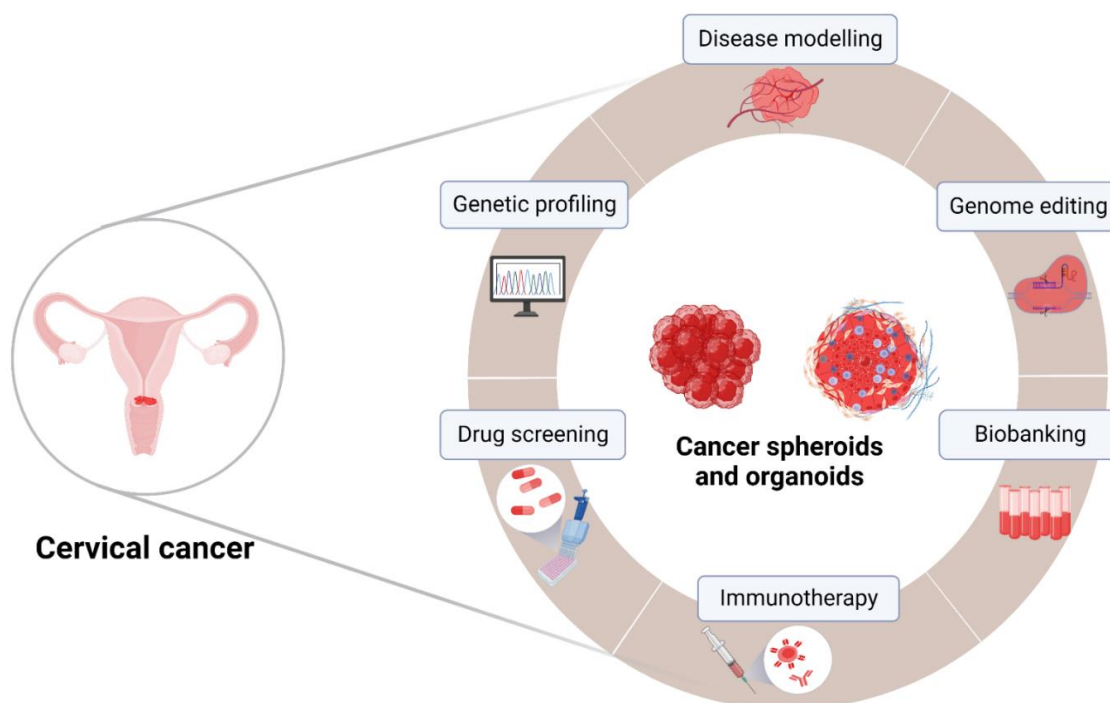 Disease modelling
Genetic profiling
Genome editing
Cancer spheroids
and organoids
Drug screening
Biobanking
Cervical cancer
Immunotherapy